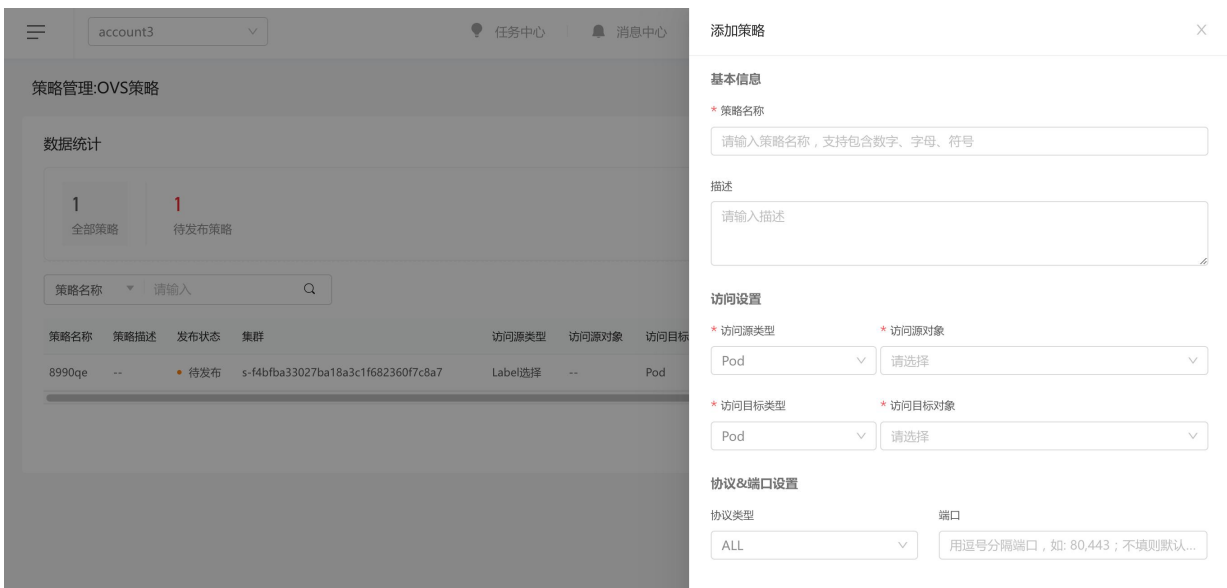 account3
任务中心
消息中心
策略管理:OVS策略
数据统计
1
全部策略
1
待发布策略
策略名称 请输入
策略名称 策略描述 发布状态 集群 访问源类型 访问源对象 访问目标
8990qe -- 待发布 s-f4bfba33027ba18a3c1f682360f7c8a7 Label选择 -- Pod
添加策略
基本信息
* 策略名称
请输入策略名称，支持包含数字、字母、符号
描述
请输入描述
访问设置
* 访问源类型 * 访问源对象
Pod 请选择
* 访问目标类型 * 访问目标对象
Pod 请选择
协议&端口设置
协议类型 端口
ALL 用逗号分隔端口，如: 80,443；不填则默认...